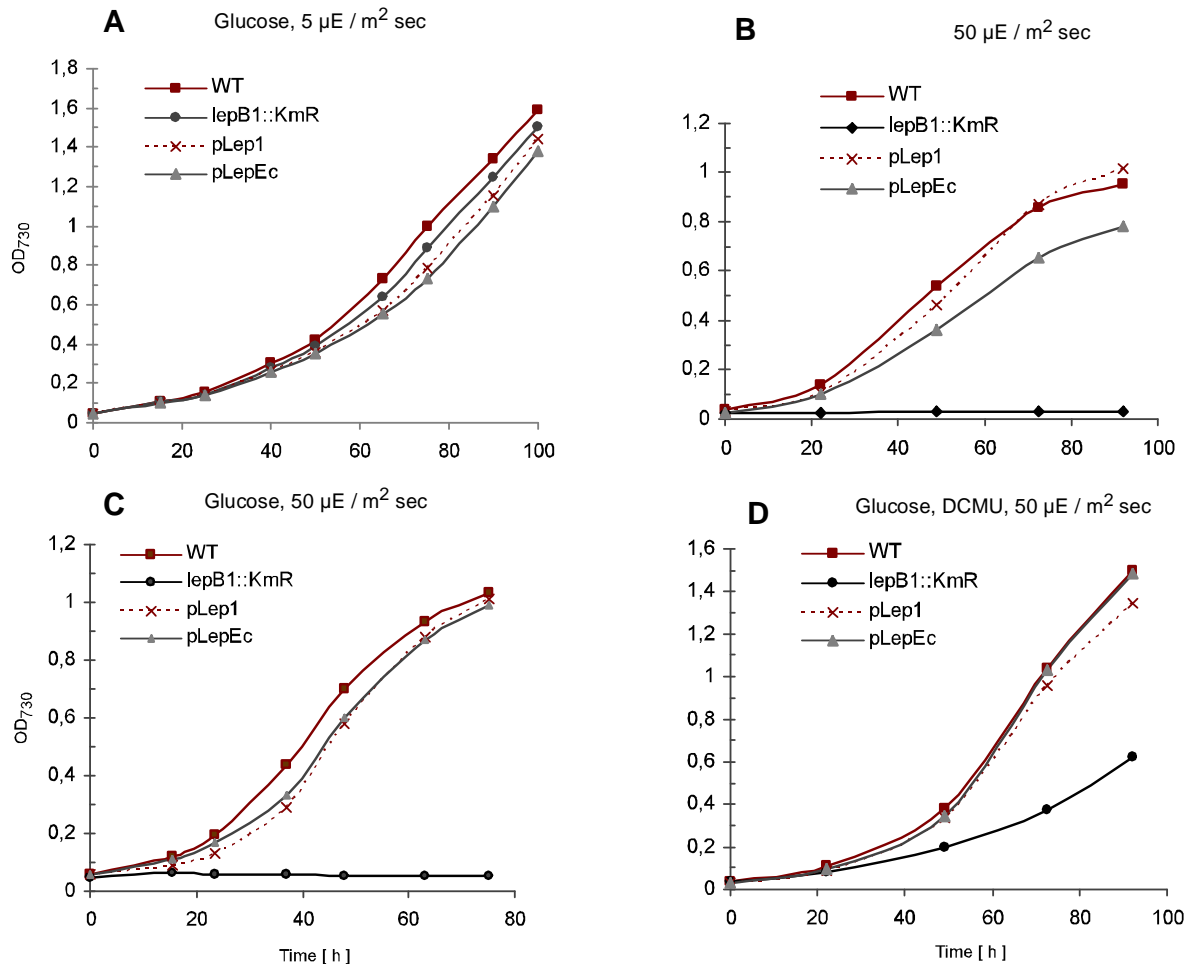 A
Glucose, 5 µE / m2 sec
WT
lepB1::KmR
pLep1
pLepEc
OD730
1,8
1,6
1,4
1,2
1
0,8
0,6
0,4
0,2
0
0 20 40 60 80 100
B
50 µE / m2 sec
WT
lepB1::KmR
pLep1
pLepEc
1,2
1
0,8
0,6
0,4
0,2
0
0 20 40 60 80 100
C
Glucose, 50 µE / m2 sec
WT
lepB1::KmR
pLep1
pLepEc
OD730
1,2
1
0,8
0,6
0,4
0,2
0
0 20 40 60 80
Time [ h ]
D
Glucose, DCMU, 50 µE / m2 sec
WT
lepB1::KmR
pLep1
pLepEc
1,6
1,4
1,2
1
0,8
0,6
0,4
0,2
0
0 20 40 60 80 100
Time [ h ]